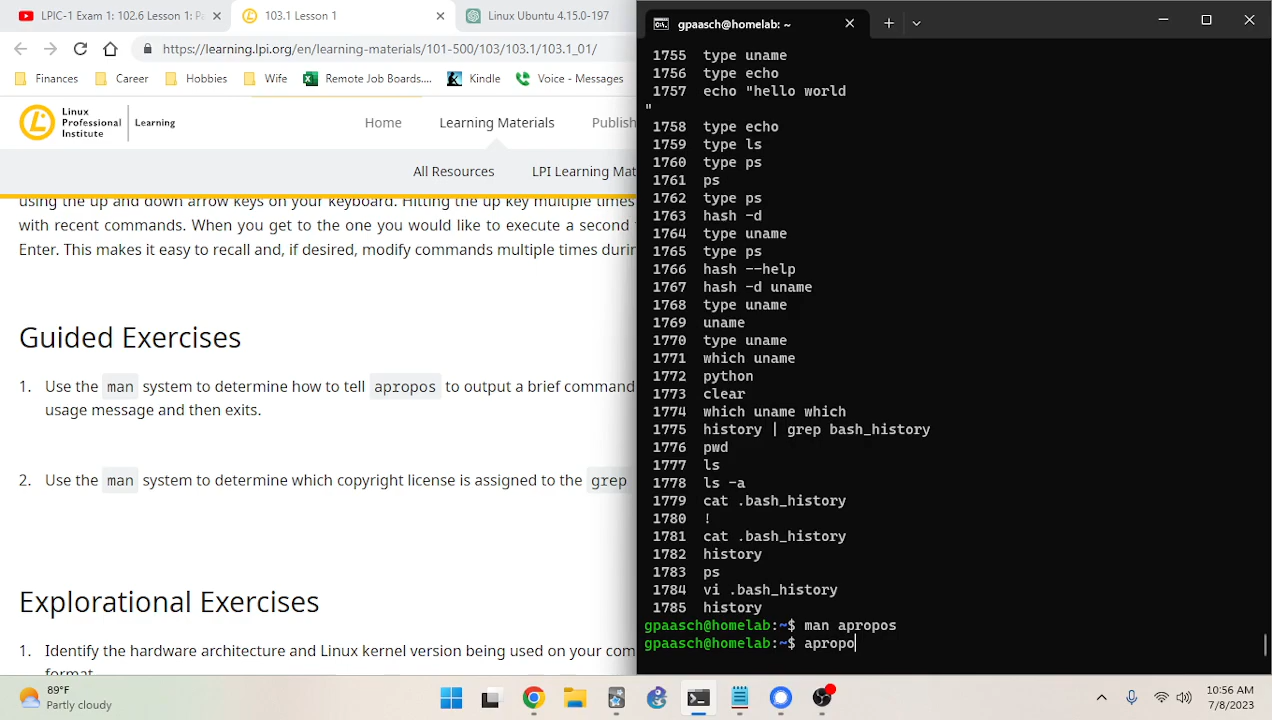 LPIC-1 Exam 1: 102.6 Lesson 1: P
103.1 Lesson 1
Linux Ubuntu 4.15.0-197
https://learning.lpi.org/en/learning-materials/101-500/103/103.1/103.1_01/
Finances
Career
Hobbies
Wife
Remote Job Boards....
Kindle
Voice - Messages
Linux
Professional
Institute
Learning
Home
Learning Materials
Publish
All Resources
LPI Learning Mat
using the up and down arrow keys on your keyboard. Hitting the up key multiple times
with recent commands. When you get to the one you would like to execute a second
Enter. This makes it easy to recall and, if desired, modify commands multiple times durin
Guided Exercises
1. Use the man system to determine how to tell apropos to output a brief command
usage message and then exits.
2. Use the man system to determine which copyright license is assigned to the grep
Explorational Exercises
1. Identify the hardware architecture and Linux kernel version being used on your com
format.
gpaasch@homelab: ~
1755 type uname
1756 type echo
1757 echo "hello world
"
1758 type echo
1759 type ls
1760 type ps
1761 ps
1762 type ps
1763 hash -d
1764 type uname
1765 type ps
1766 hash --help
1767 hash -d uname
1768 type uname
1769 uname
1770 type uname
1771 which uname
1772 python
1773 clear
1774 which uname which
1775 history | grep bash_history
1776 pwd
1777 ls
1778 ls -a
1779 cat .bash_history
1780 !
1781 cat .bash_history
1782 history
1783 ps
1784 vi .bash_history
1785 history
gpaasch@homelab:~$ man apropos
gpaasch@homelab:~$ apropo
89°F
Partly cloudy
10:56 AM
7/8/2023